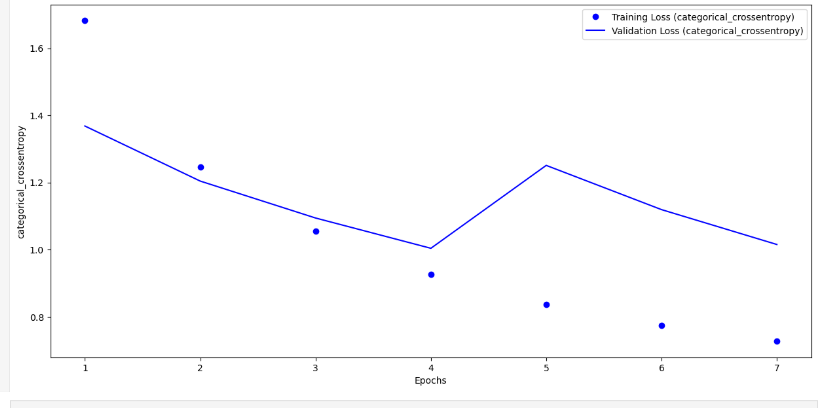 Training Loss (categorical_crossentropy)
Validation Loss (categorical_crossentropy)
1.6
1.4
1.2
1.0
0.8
categorical_crossentropy
1 2 3 4 5 6 7
Epochs